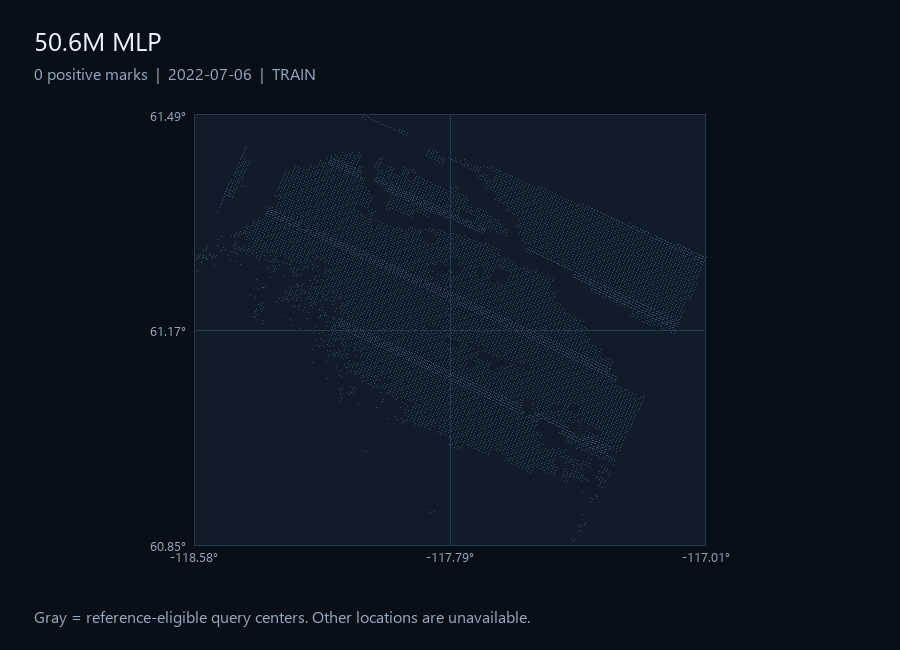 50.6M MLP
0 positive marks | 2022-07-06 | TRAIN
61.49°
61.17°
60.85°
-118.58°
-117.79°
-117.01°
Gray = reference-eligible query centers. Other locations are unavailable.